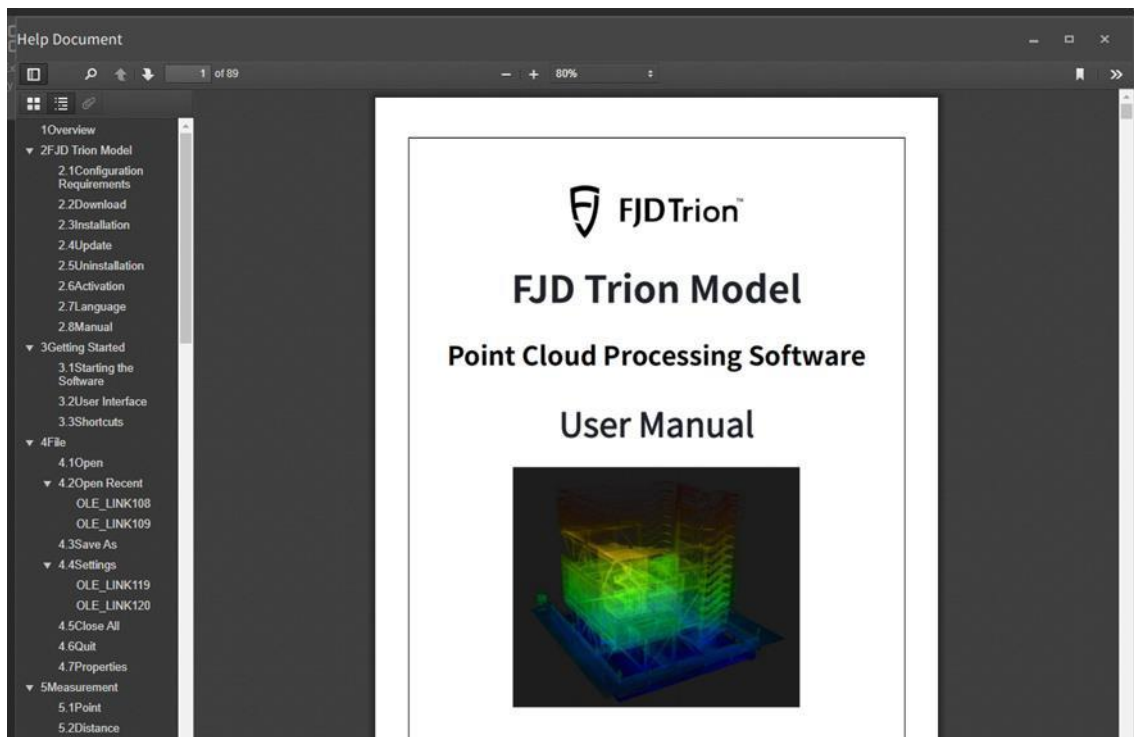 Help Document
1 of 89
80%
1Overview
2FJD Trion Model
2.1Configuration
Requirements
2.2Download
2.3Installation
2.4Update
2.5Uninstallation
2.6Activation
2.7Language
2.8Manual
3Getting Started
3.1Starting the
Software
3.2User Interface
3.3Shortcuts
4File
4.1Open
4.2Open Recent
OLE_LINK108
OLE_LINK109
4.3Save As
4.4Settings
OLE_LINK119
OLE_LINK120
4.5Close All
4.6Quit
4.7Properties
5Measurement
5.1Point
5.2Distance
FJDTrion™
FJD Trion Model
Point Cloud Processing Software
User Manual